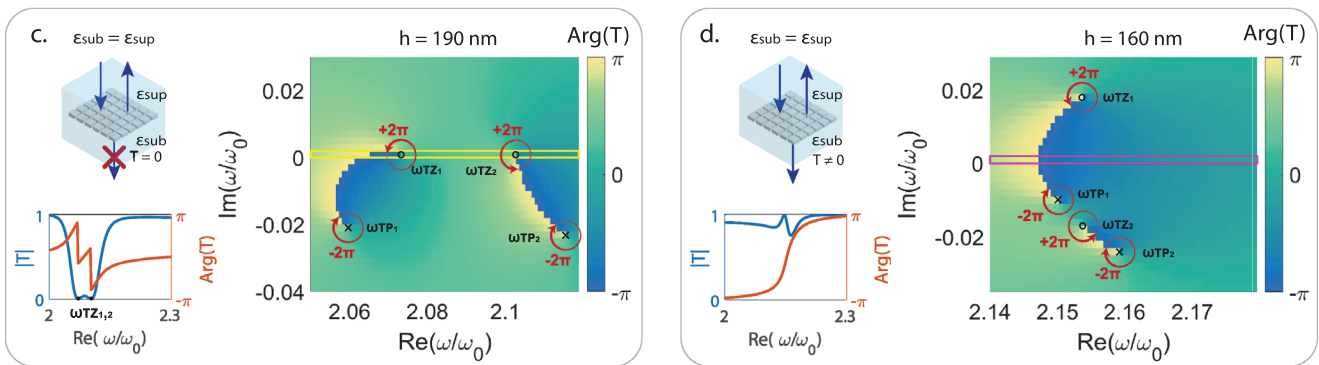 c.
εsub = εsup
εsup
εsub
T = 0
|T|
1
0
π
-π
Arg(T)
2
ωTZ1,2
2.3
Re( ω/ω0)
h = 190 nm
Arg(T)
π
0
-π
Im(ω/ω0)
0.02
0
-0.02
-0.04
+2π
ωTZ1
+2π
ωTZ2
ωTP1
-2π
ωTP2
-2π
2.06
2.08
2.1
Re(ω/ω0)
d.
εsub = εsup
εsup
εsub
T ≠ 0
|T|
1
0
π
-π
Arg(T)
2
2.3
Re( ω/ω0)
h = 160 nm
Arg(T)
π
0
-π
Im(ω/ω0)
0.02
0
-0.02
+2π
ωTZ1
ωTP1
-2π
ωTZ2
+2π
-2π
ωTP2
2.14
2.15
2.16
2.17
Re(ω/ω0)